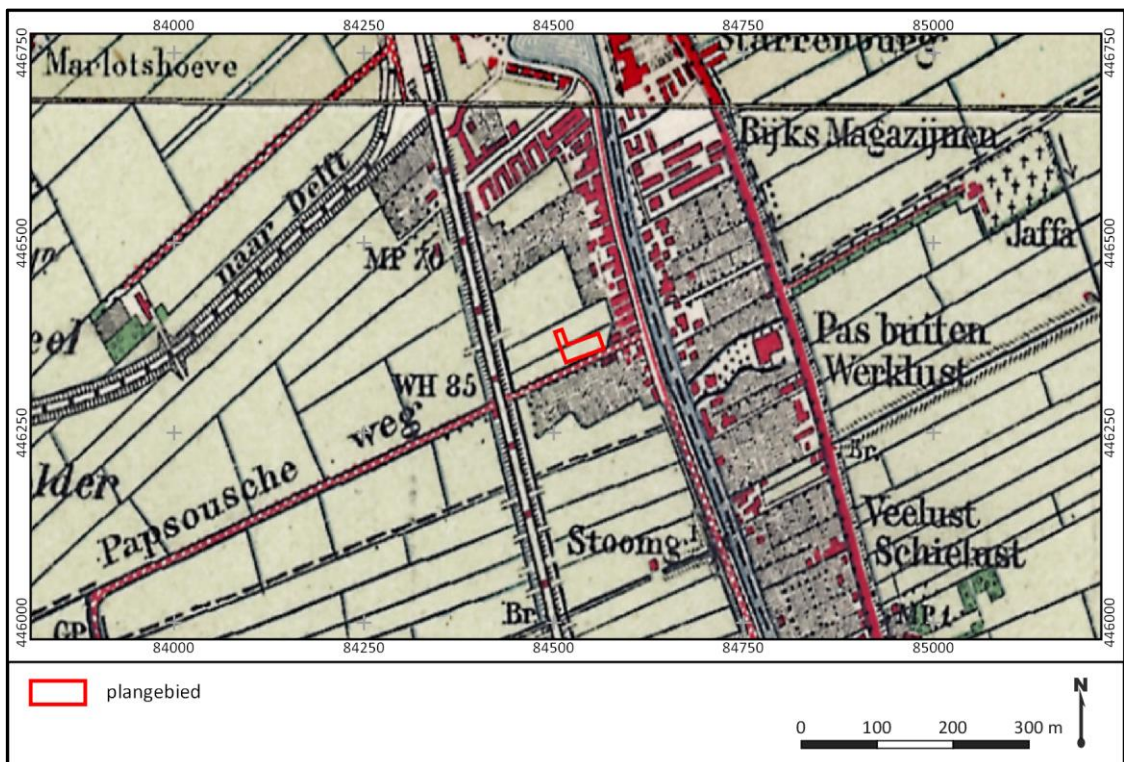 84000 84250 84500 84750 85000
446750 446750
Starrenburg
Marlotshoeve
Rijks Magazijnen
naar Delft
446500 446500
MP 70
Jaffa
Pas buiten
WH 85
Werklust
weg
446250 446250
Br.
lder
Papsousche
Veelust
Stoomg.
Schielust
Br.
MP. 1
GP
446000 446000
84000 84250 84500 84750 85000
plangebied
N
0 100 200 300 m